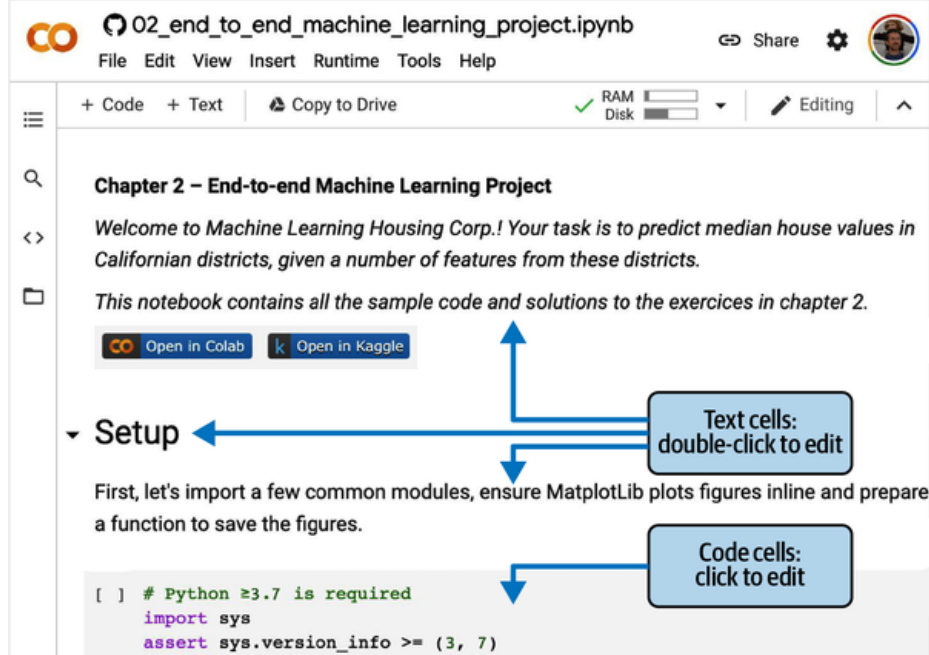 02_end_to_end_machine_learning_project.ipynb
Share
File Edit View Insert Runtime Tools Help
+ Code + Text Copy to Drive
RAM
Disk
Editing
Chapter 2 – End-to-end Machine Learning Project
Welcome to Machine Learning Housing Corp.! Your task is to predict median house values in
Californian districts, given a number of features from these districts.
This notebook contains all the sample code and solutions to the exercices in chapter 2.
CO Open in Colab k Open in Kaggle
Text cells:
double-click to edit
Setup
First, let's import a few common modules, ensure MatplotLib plots figures inline and prepare
a function to save the figures.
Code cells:
click to edit
[ ] # Python ≥3.7 is required
import sys
assert sys.version_info >= (3, 7)